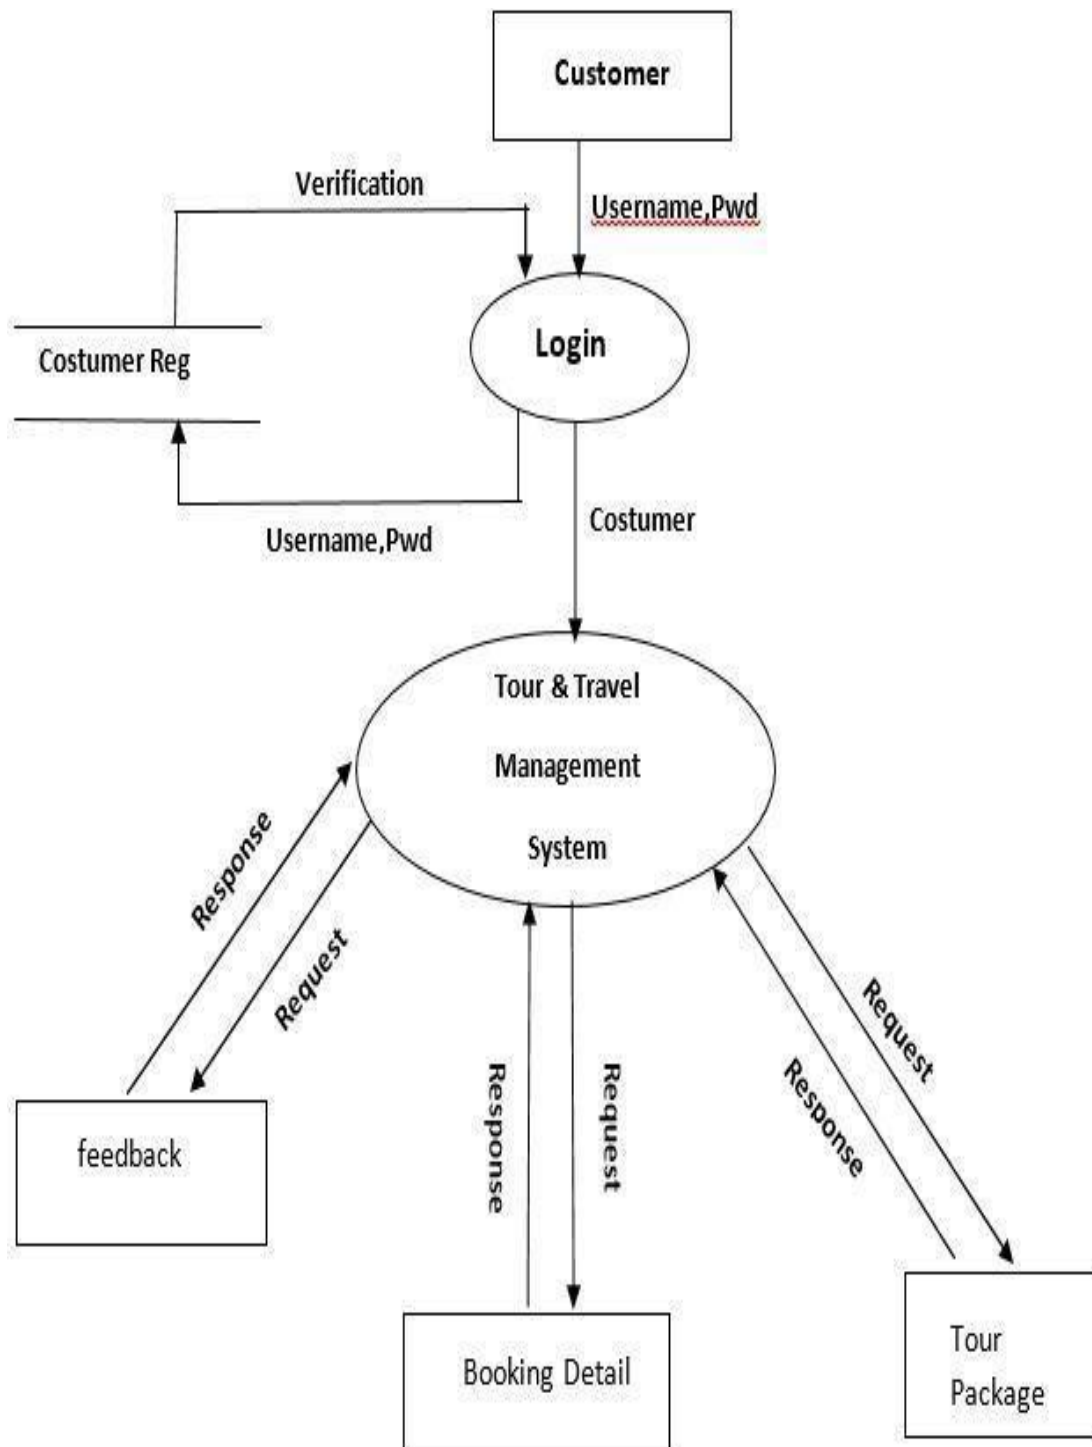 Customer
Verification
Username,Pwd
Login
Costumer Reg
Costumer
Username,Pwd
Tour & Travel
Management
System
Response
Request
Response
Request
Request
Response
feedback
Booking Detail
Tour
Package